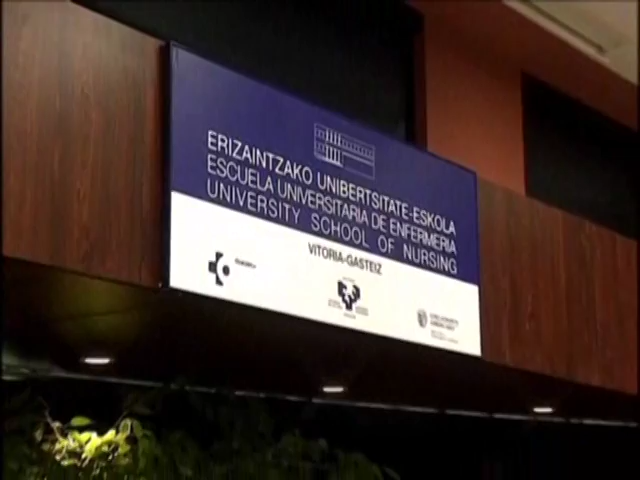 ERIZAINTZAKO UNIBERTSITATE-ESKOLA
ESCUELA UNIVERSITARIA DE ENFERMERIA
UNIVERSITY SCHOOL OF NURSING
VITORIA-GASTEIZ